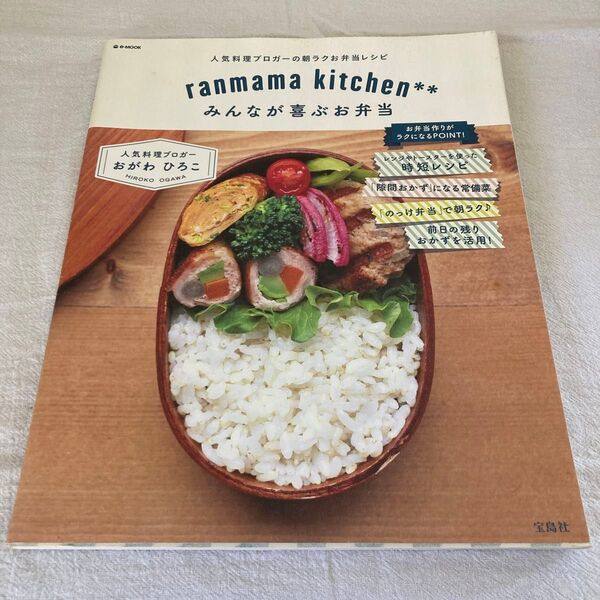 e-MOOK
人気料理ブロガーの朝ラクお弁当レシピ
ranmama kitchen**
みんなが喜ぶお弁当
人気料理ブロガー
おがわ ひろこ
HIROKO OGAWA
お弁当作りが
ラクになるPOINT!
レンジやトースターを使った
時短レシピ
「隙間おかず」になる常備菜
「のっけ弁当」で朝ラク♪
前日の残り
おかずを活用!
宝島社